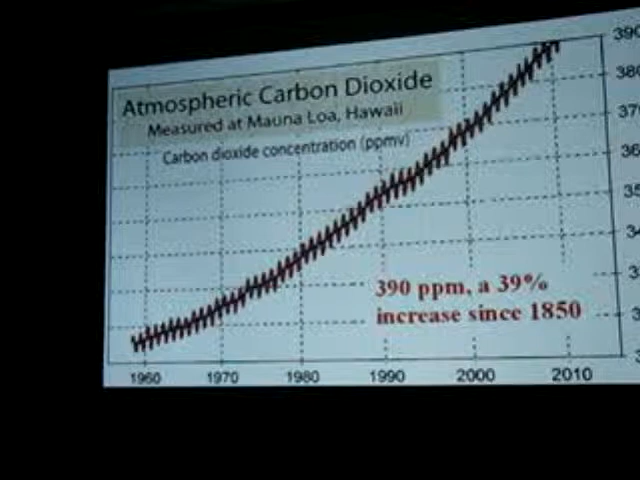 Atmospheric Carbon Dioxide
Measured at Mauna Loa, Hawaii
Carbon dioxide concentration (ppmv)
390
380
390 ppm, a 39%
increase since 1850
1960 1970 1980 1990 2000 2010